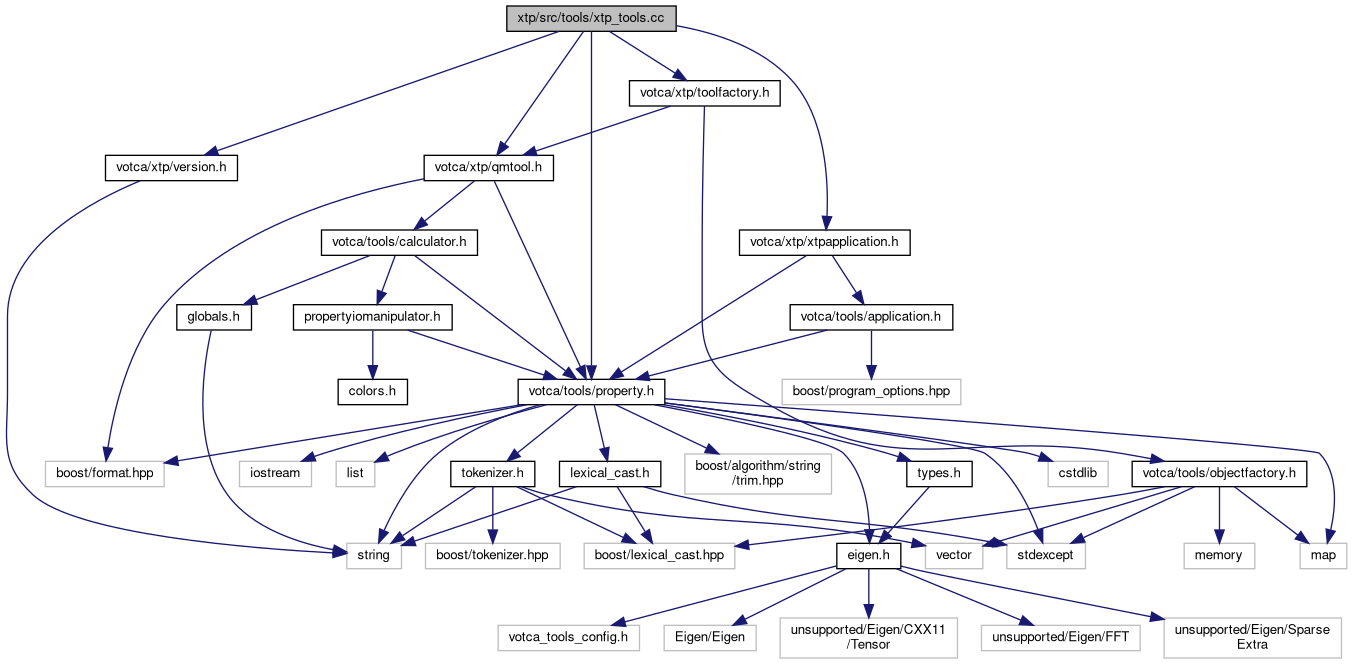 xtp/src/tools/xtp_tools.cc
votca/xtp/toolfactory.h
votca/xtp/version.h
votca/xtp/qmtool.h
votca/tools/calculator.h
votca/xtp/xtpapplication.h
globals.h
propertyiomanipulator.h
votca/tools/application.h
colors.h
votca/tools/property.h
boost/program_options.hpp
boost/format.hpp
iostream
list
tokenizer.h
lexical_cast.h
boost/algorithm/string
/trim.hpp
types.h
cstdlib
votca/tools/objectfactory.h
string
boost/tokenizer.hpp
boost/lexical_cast.hpp
eigen.h
vector
stdexcept
memory
map
votca_tools_config.h
Eigen/Eigen
unsupported/Eigen/CXX11
/Tensor
unsupported/Eigen/FFT
unsupported/Eigen/Sparse
Extra